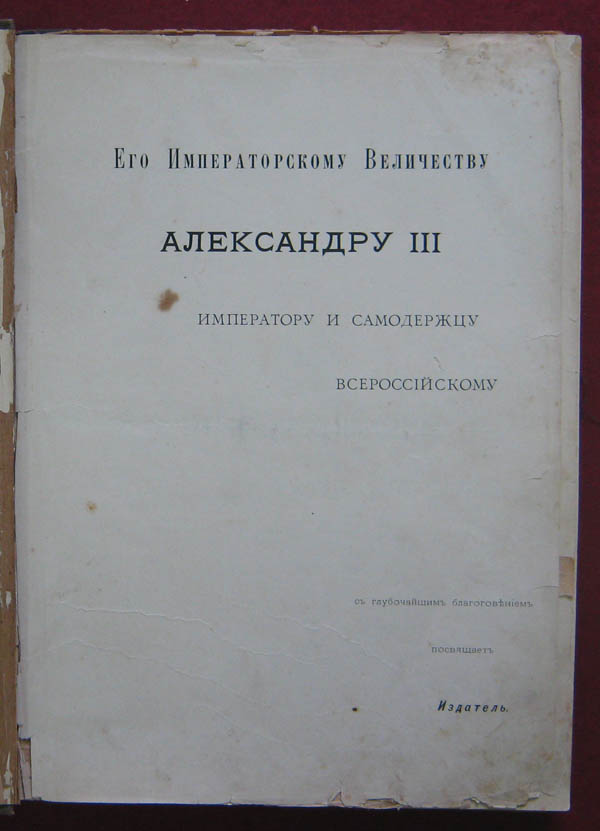 Его Императорскому Величеству
АЛЕКСАНДРУ III
ИМПЕРАТОРУ И САМОДЕРЖЦУ
ВСЕРОССІЙСКОМУ
съ глубочайшимъ благоговѣніемъ
посвящаетъ
Издатель.